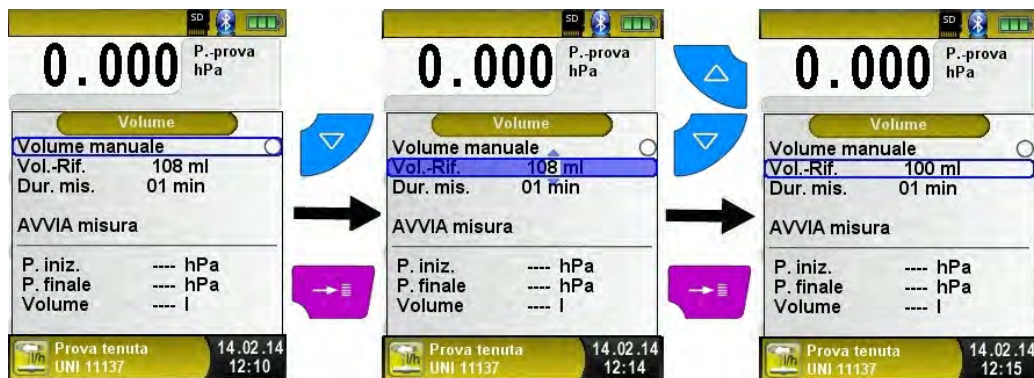 SD
0.000 P.-prova
hPa
Volume
Volume manuale
Vol.-Rif. 108 ml
Dur. mis. 01 min
AVVIA misura
P. iniz. ---- hPa
P. finale ---- hPa
Volume ---- l
l/h Prova tenuta 14.02.14
UNI 11137 12:10
SD
0.000 P.-prova
hPa
Volume
Volume manuale
Vol.-Rif. 108 ml
Dur. mis. 01 min
AVVIA misura
P. iniz. ---- hPa
P. finale ---- hPa
Volume ---- l
l/h Prova tenuta 14.02.14
UNI 11137 12:14
SD
0.000 P.-prova
hPa
Volume
Volume manuale
Vol.-Rif. 100 ml
Dur. mis. 01 min
AVVIA misura
P. iniz. ---- hPa
P. finale ---- hPa
Volume ---- l
l/h Prova tenuta 14.02.14
UNI 11137 12:15